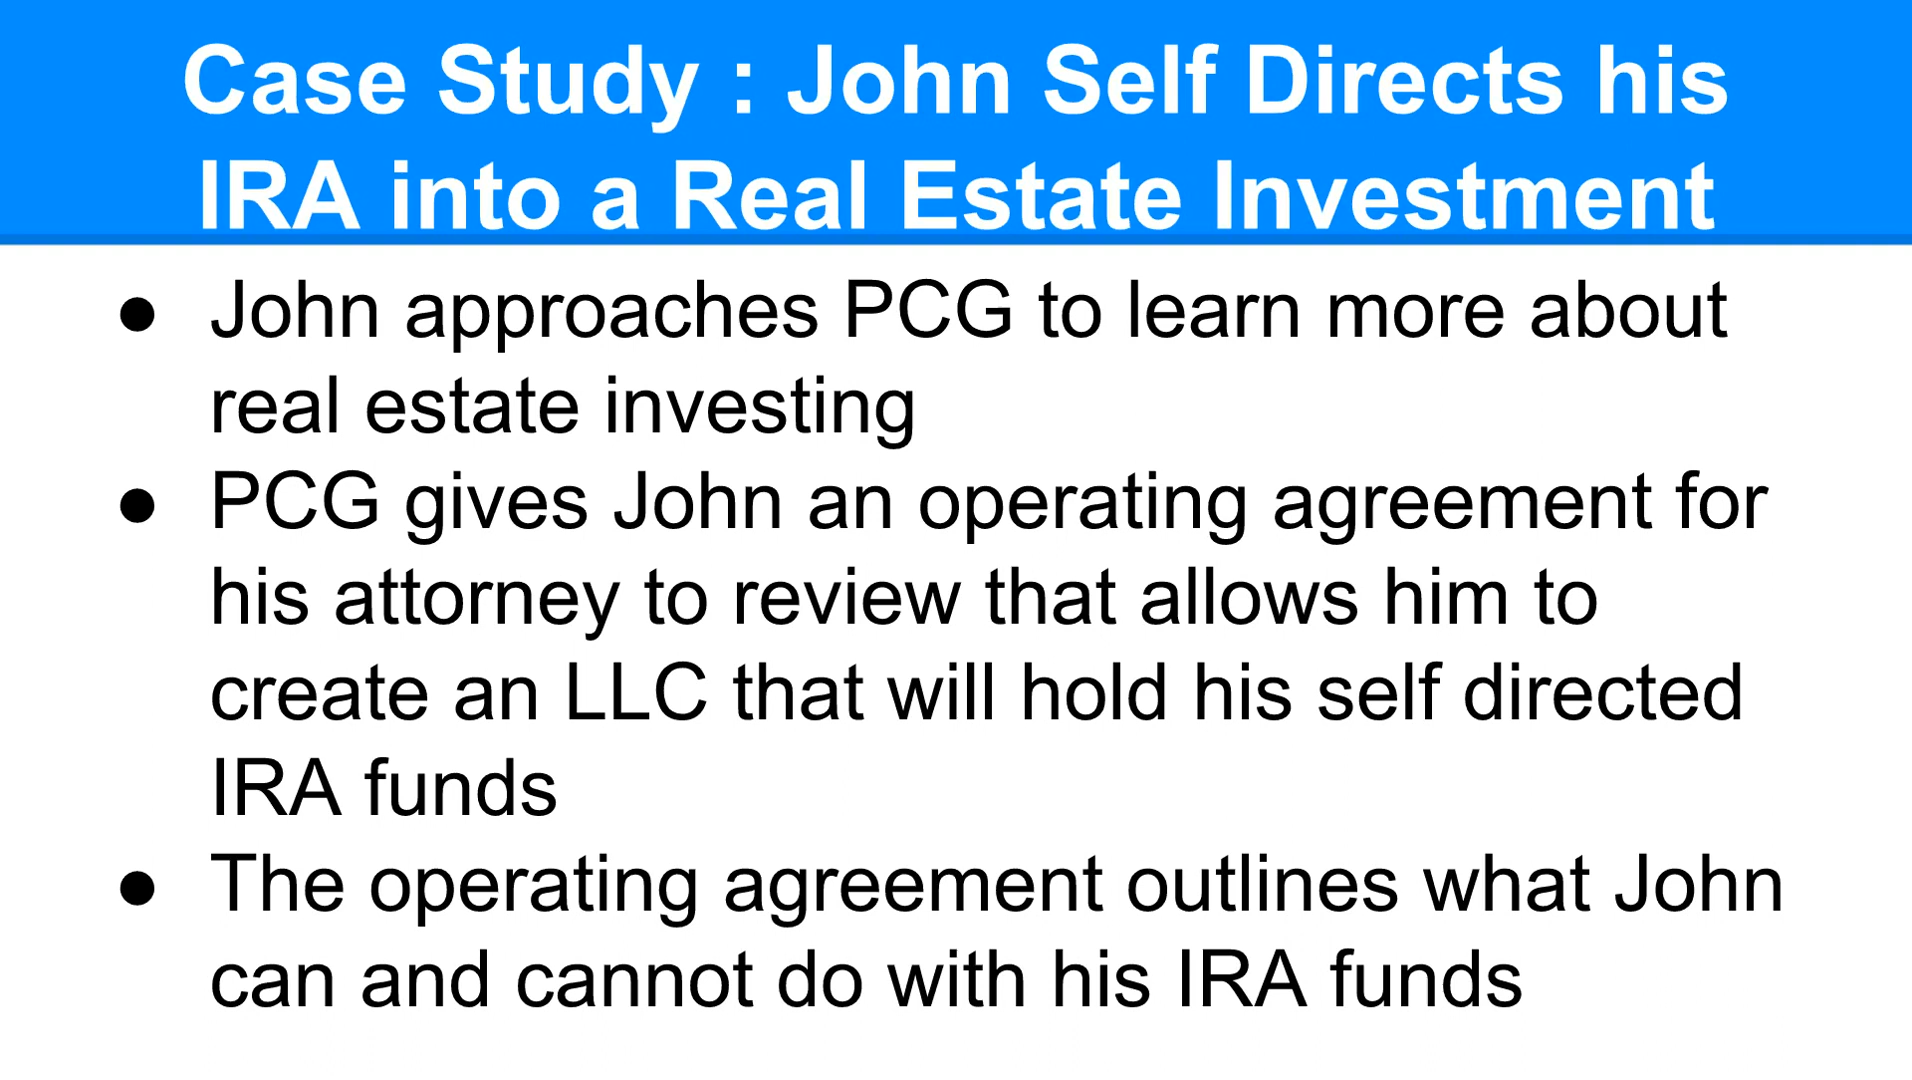 Case Study : John Self Directs his
IRA into a Real Estate Investment
● John approaches PCG to learn more about
real estate investing
● PCG gives John an operating agreement for
his attorney to review that allows him to
create an LLC that will hold his self directed
IRA funds
● The operating agreement outlines what John
can and cannot do with his IRA funds